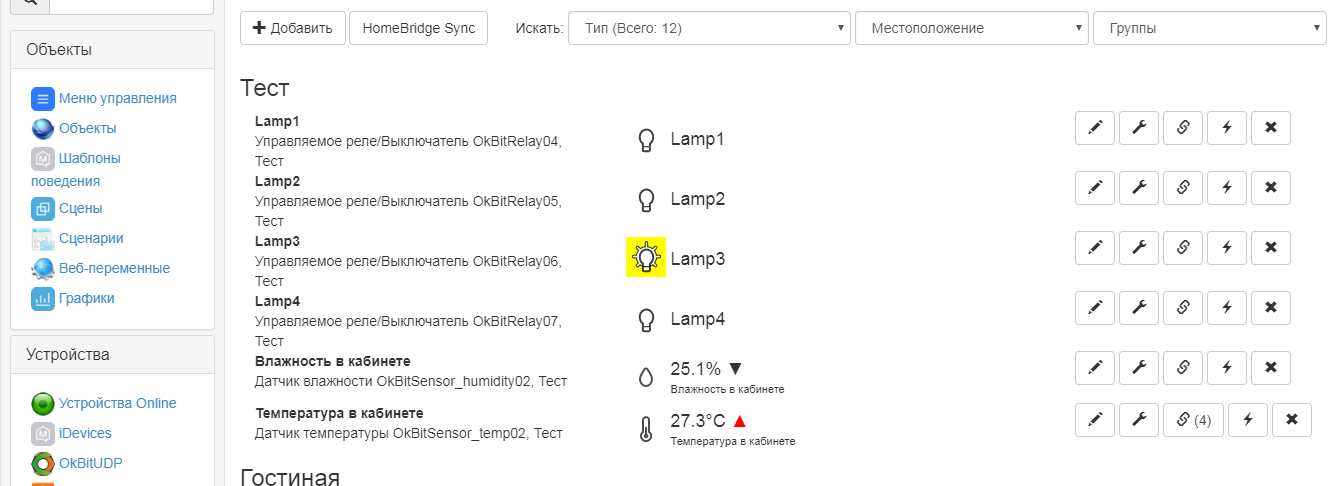 Добавить
HomeBridge Sync
Искать:
Тип (Всего: 12)
Местоположение
Группы
Объекты
Меню управления
Объекты
Шаблоны
поведения
Сцены
Сценарии
Веб-переменные
Графики
Устройства
Устройства Online
iDevices
OkBitUDP
Тест
Lamp1
Управляемое реле/Выключатель OkBitRelay04,
Тест
Lamp1
Lamp2
Управляемое реле/Выключатель OkBitRelay05,
Тест
Lamp2
Lamp3
Управляемое реле/Выключатель OkBitRelay06,
Тест
Lamp3
Lamp4
Управляемое реле/Выключатель OkBitRelay07,
Тест
Lamp4
Влажность в кабинете
Датчик влажности OkBitSensor_humidity02, Тест
25.1% ▼
Влажность в кабинете
Температура в кабинете
Датчик температуры OkBitSensor_temp02, Тест
27.3°C ▲
Температура в кабинете
(4)
Гостиная